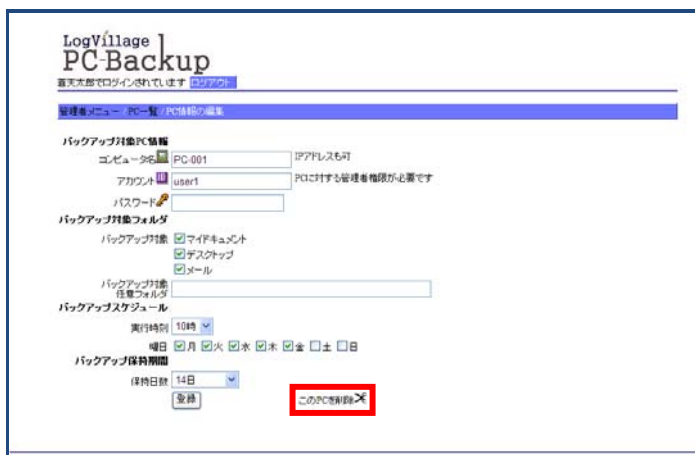 LogVillage
PC-Backup
蒼天太郎でログインされています ログアウト
管理者メニュー / PC一覧 / PC情報の編集
バックアップ対象PC情報
コンピュータ名 PC-001 IPアドレスも可
アカウント user1 PCに対する管理者権限が必要です
パスワード
バックアップ対象フォルダ
バックアップ対象 マイドキュメント
デスクトップ
メール
バックアップ対象
任意フォルダ
バックアップスケジュール
実行時刻 10時
曜日 月 火 水 木 金 土 日
バックアップ保持期間
保持日数 14日
登録 このPCを削除